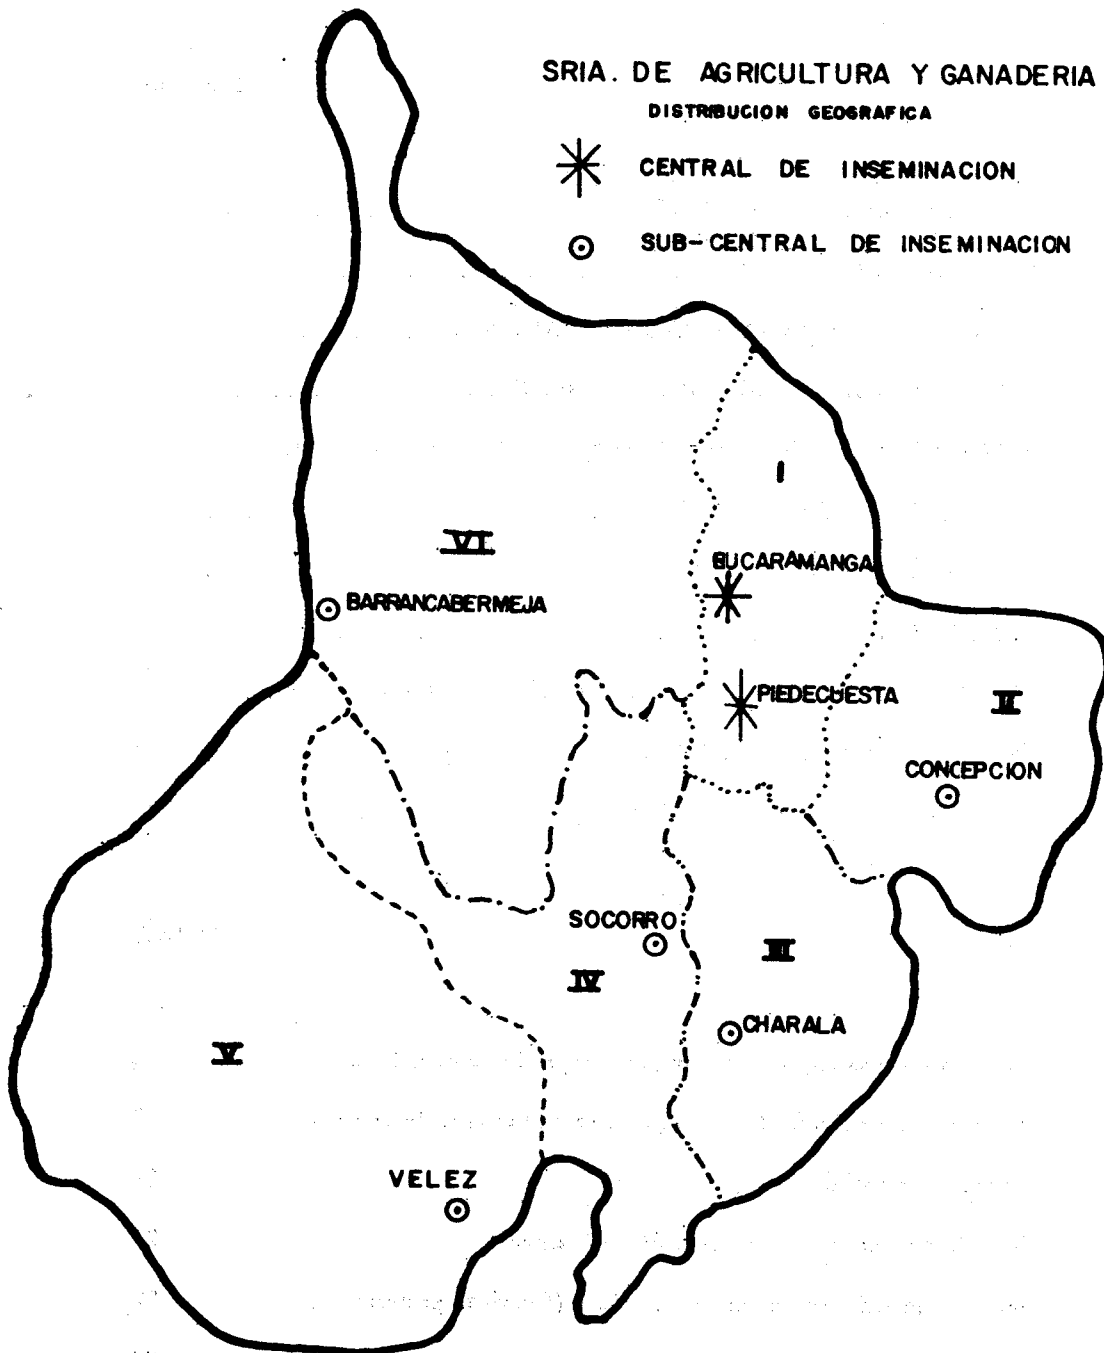 SRIA. DE AGRICULTURA Y GANADERIA
DISTRIBUCION GEOGRAFICA
CENTRAL DE INSEMINACION
SUB-CENTRAL DE INSEMINACION
I
VI
BUCARAMANGA
BARRANCABERMEJA
PIEDECUESTA
II
CONCEPCION
SOCORRO
III
IV
CHARALA
V
VELEZ